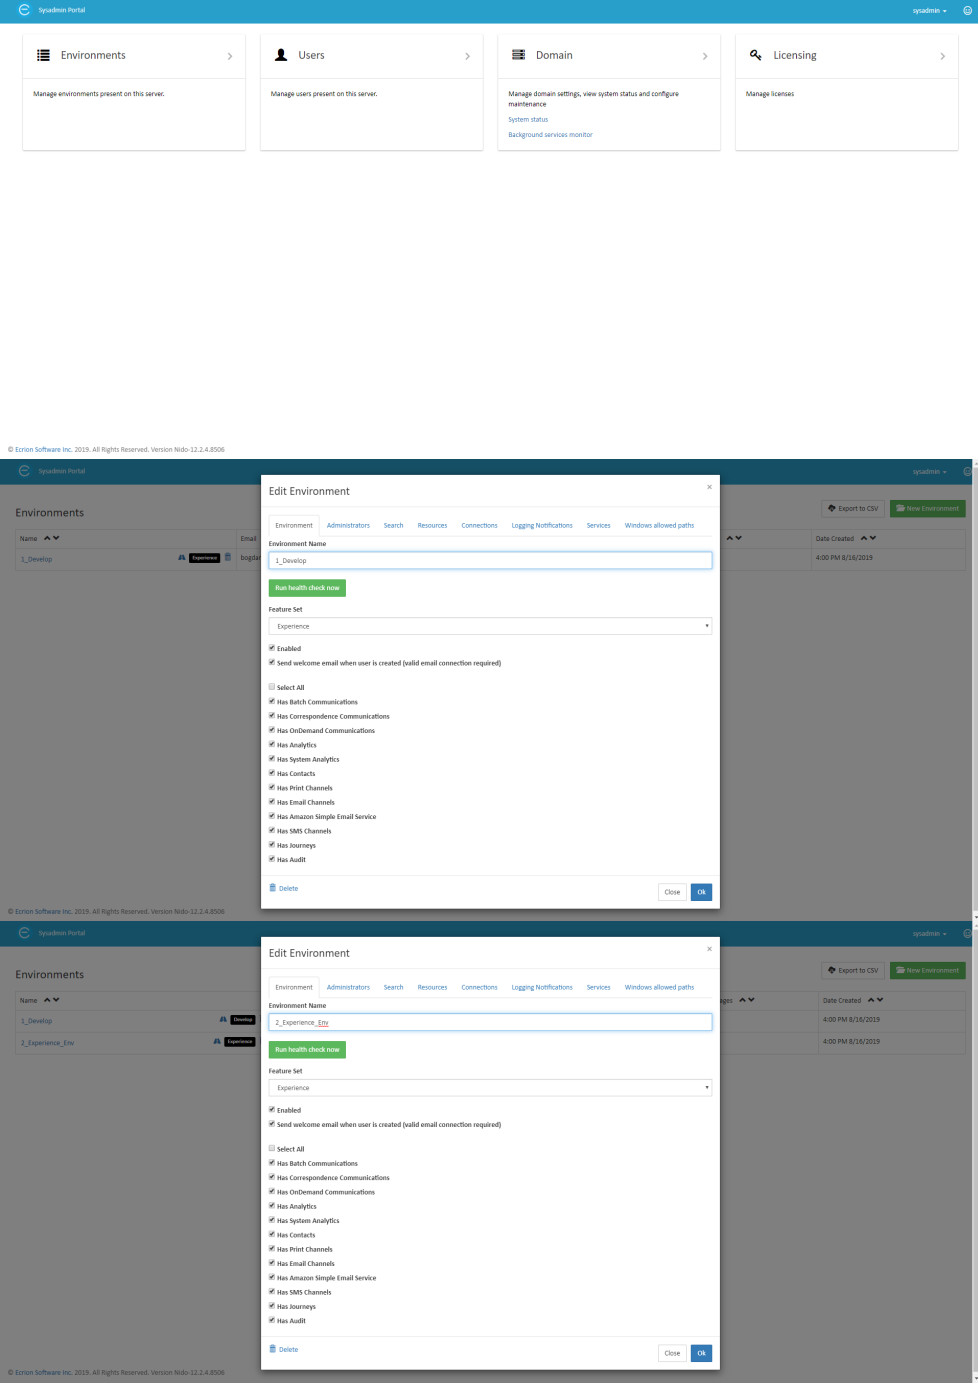 Sysadmin Portal
sysadmin
Environments
Users
Domain
Licensing
Manage environments present on this server.
Manage users present on this server.
Manage domain settings, view system status and configure
maintenance
Manage licenses
System status
Background services monitor
© Ecrion Software Inc. 2019. All Rights Reserved. Version Nido-12.2.4.8506
Sysadmin Portal
sysadmin
Edit Environment
×
Environments
Export to CSV
New Environment
Environment Administrators Search Resources Connections Logging Notifications Services Windows allowed paths
Name
Email
Date Created
Environment Name
1_Develop
Experience
bogdan
4:00 PM 8/16/2019
1_Develop
Run health check now
Feature Set
Experience
Enabled
Send welcome email when user is created (valid email connection required)
Select All
Has Batch Communications
Has Correspondence Communications
Has OnDemand Communications
Has Analytics
Has System Analytics
Has Contacts
Has Print Channels
Has Email Channels
Has Amazon Simple Email Service
Has SMS Channels
Has Journeys
Has Audit
Delete
Close
Ok
© Ecrion Software Inc. 2019. All Rights Reserved. Version Nido-12.2.4.8506
Sysadmin Portal
sysadmin
Edit Environment
×
Environments
Export to CSV
New Environment
Environment Administrators Search Resources Connections Logging Notifications Services Windows allowed paths
Name
ages
Date Created
Environment Name
1_Develop
Develop
4:00 PM 8/16/2019
2_Experience_Env
2_Experience_Env
Experience
4:00 PM 8/16/2019
Run health check now
Feature Set
Experience
Enabled
Send welcome email when user is created (valid email connection required)
Select All
Has Batch Communications
Has Correspondence Communications
Has OnDemand Communications
Has Analytics
Has System Analytics
Has Contacts
Has Print Channels
Has Email Channels
Has Amazon Simple Email Service
Has SMS Channels
Has Journeys
Has Audit
Delete
Close
Ok
© Ecrion Software Inc. 2019. All Rights Reserved. Version Nido-12.2.4.8506